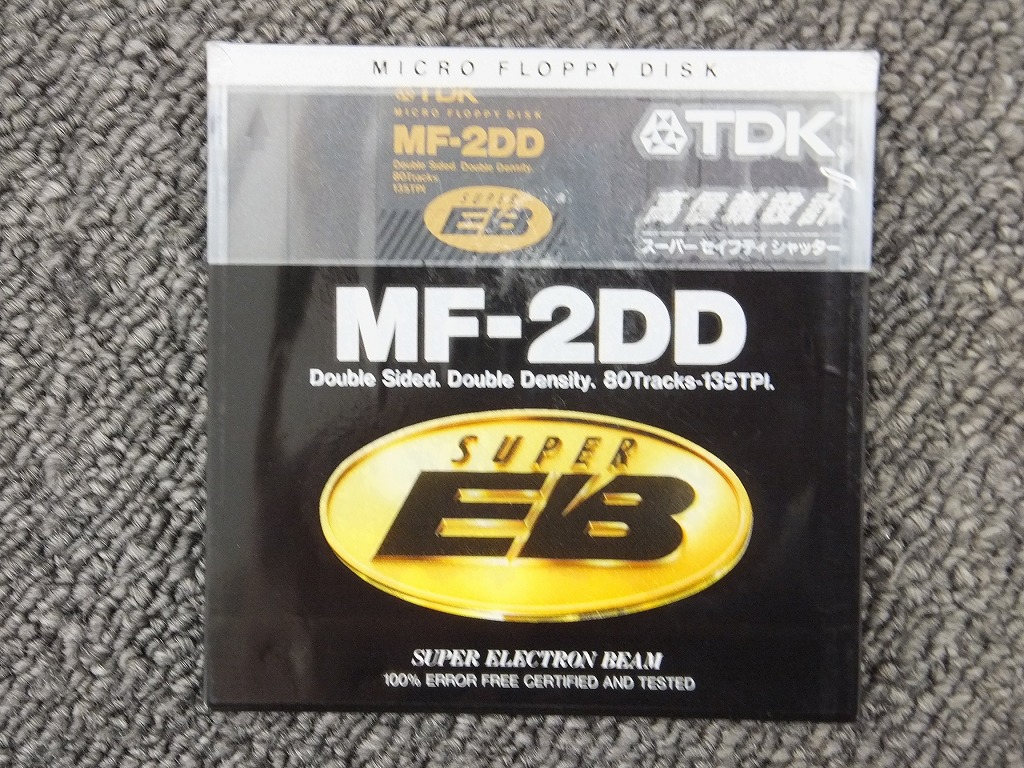 MICRO FLOPPY DISK
TDK
MICRO FLOPPY DISK
MF-2DD
Double Sided. Double Density.
80Tracks.
135TPI.
SUPER
EB
TDK
高信頼設計
スーパー セイフティ シャッター
MF-2DD
Double Sided. Double Density. 80Tracks-135TPI.
SUPER
EB
SUPER ELECTRON BEAM
100% ERROR FREE CERTIFIED AND TESTED